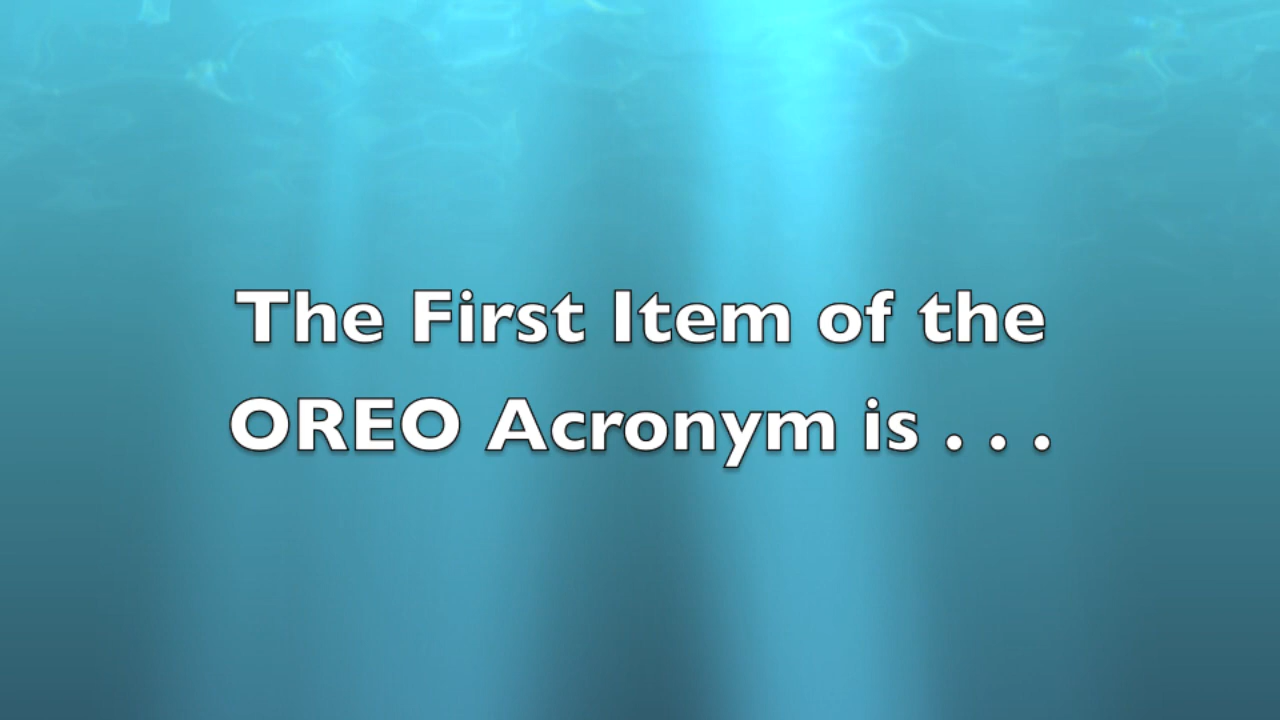 The First Item of the
OREO Acronym is . . .